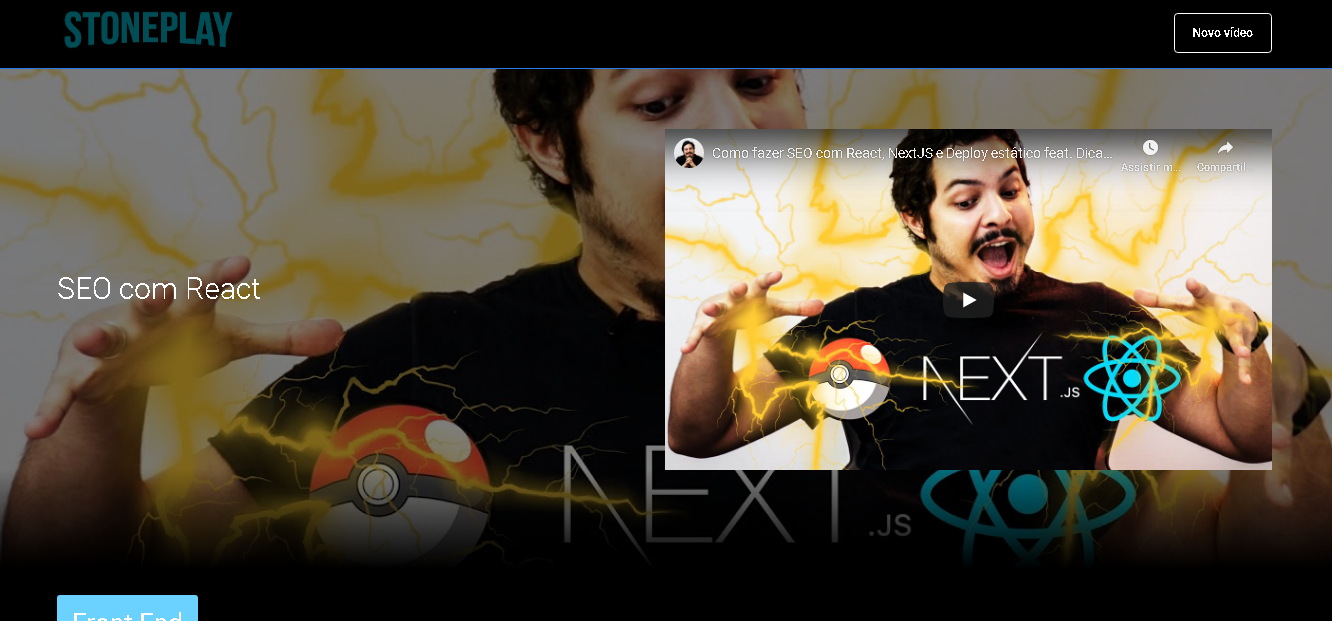 STONEPLAY
Novo vídeo
Como fazer SEO com React, NextJS e Deploy estático feat. Dica...
Assistir m...
Compartil...
SEO com React
NEXT.JS
NEXT.JS
Front End